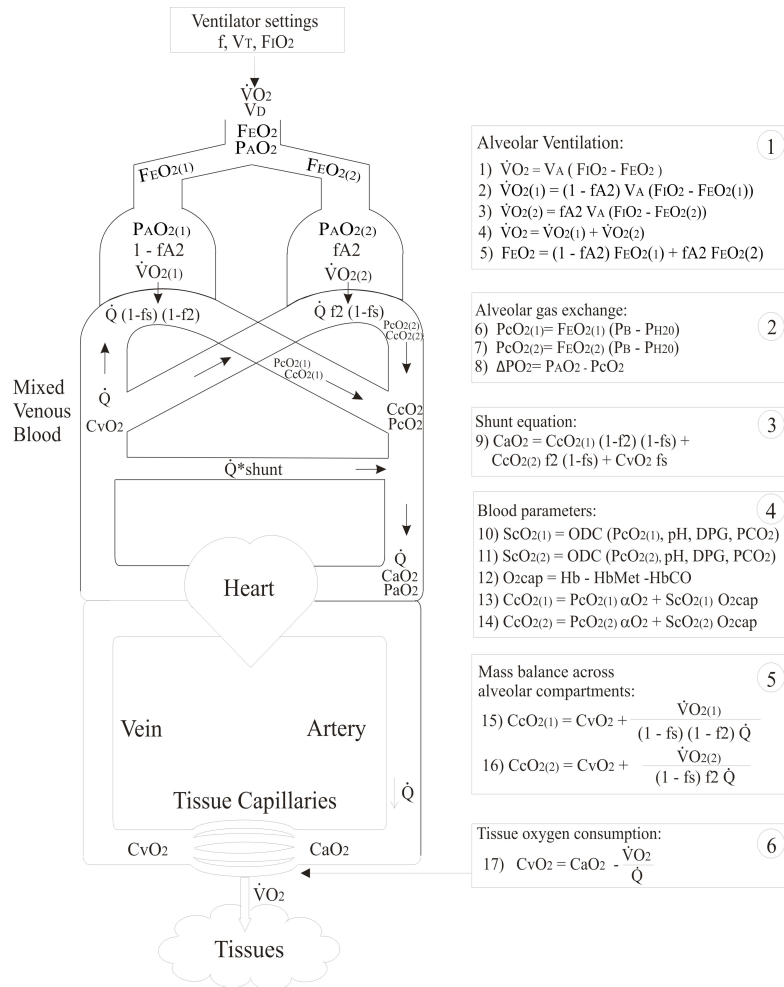 Ventilator settings
f, VT, FIO2
V̇O2
VD
FEO2
PAO2
FEO2(1)
FEO2(2)
PAO2(1)
1 - fA2
V̇O2(1)
PAO2(2)
fA2
V̇O2(2)
Q̇ (1-fs) (1-f2)
Q̇ f2 (1-fs)
PcO2(2)
CcO2(2)
PcO2(1)
CcO2(1)
Mixed
Venous
Blood
Q̇
CvO2
CcO2
PcO2
Q̇*shunt
Q̇
CaO2
PaO2
Heart
Vein
Artery
Tissue Capillaries
Q̇
CvO2
CaO2
V̇O2
Tissues
Alveolar Ventilation:
1
1) V̇O2 = VA ( FIO2 - FEO2 )
2) V̇O2(1) = (1 - fA2) VA (FIO2 - FEO2(1))
3) V̇O2(2) = fA2 VA (FIO2 - FEO2(2))
4) V̇O2 = V̇O2(1) + V̇O2(2)
5) FEO2 = (1 - fA2) FEO2(1) + fA2 FEO2(2)
Alveolar gas exchange:
2
6) PcO2(1)= FEO2(1) (PB - PH20)
7) PcO2(2)= FEO2(2) (PB - PH20)
8) ΔPO2= PAO2 - PcO2
Shunt equation:
3
9) CaO2 = CcO2(1) (1-f2) (1-fs) +
CcO2(2) f2 (1-fs) + CvO2 fs
Blood parameters:
4
10) ScO2(1) = ODC (PcO2(1), pH, DPG, PCO2)
11) ScO2(2) = ODC (PcO2(2), pH, DPG, PCO2)
12) O2cap = Hb - HbMet -HbCO
13) CcO2(1) = PcO2(1) αO2 + ScO2(1) O2cap
14) CcO2(2) = PcO2(2) αO2 + ScO2(2) O2cap
Mass balance across
alveolar compartments:
5
15) CcO2(1) = CvO2 + V̇O2(1)
(1 - fs) (1 - f2) Q̇
16) CcO2(2) = CvO2 + V̇O2(2)
(1 - fs) f2 Q̇
Tissue oxygen consumption:
6
17) CvO2 = CaO2 - V̇O2
Q̇